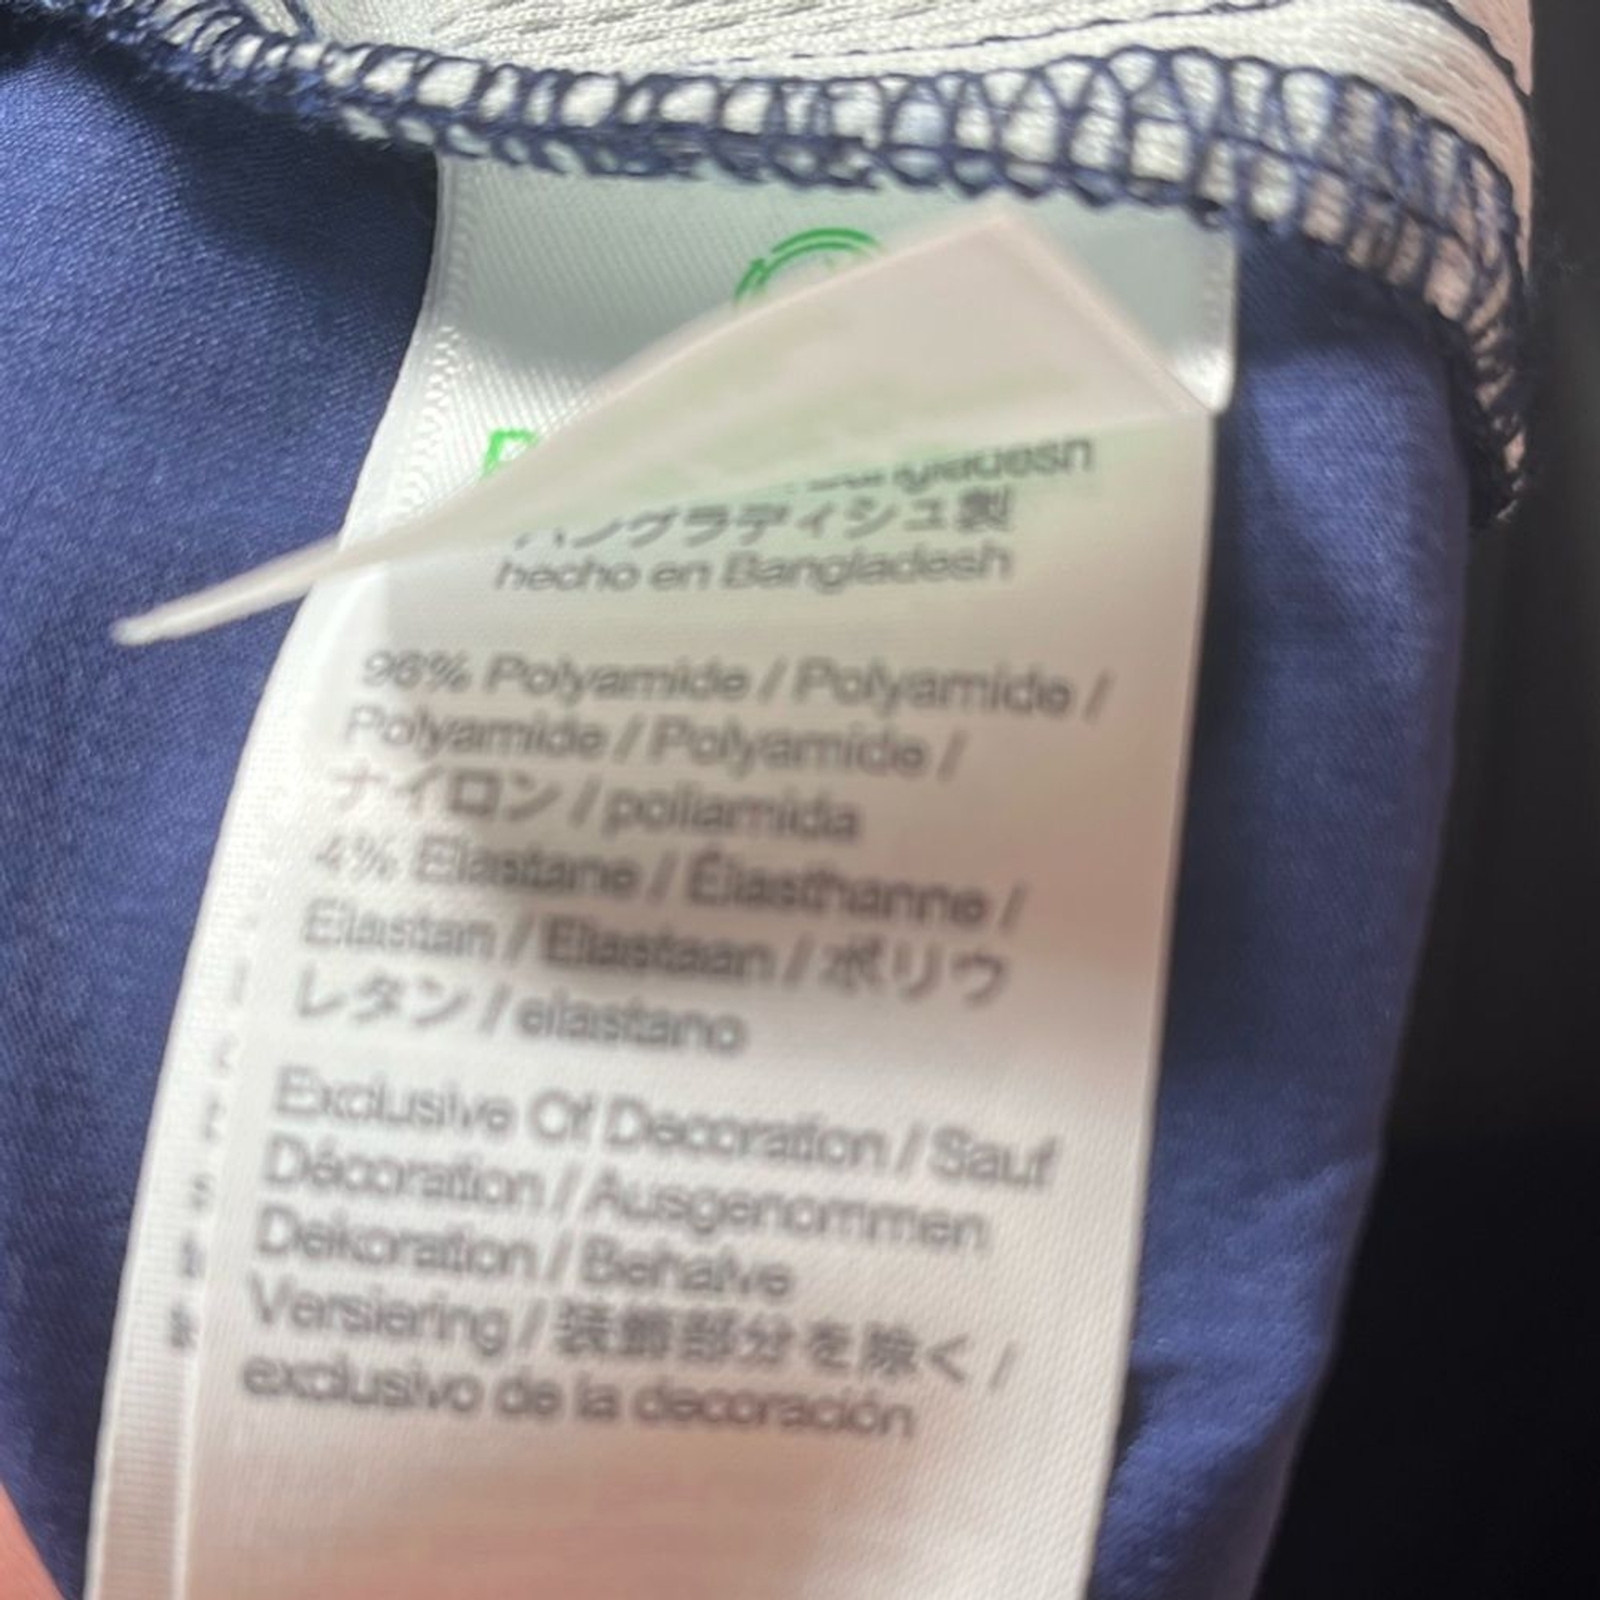 Bangladesh
バングラディシュ製
hecho en Bangladesh
96% Polyamide / Polyamide /
Polyamide / Polyamide /
ナイロン / poliamida
4% Elastane / Élasthanne /
Elastan / Elastaan / ポリウ
レタン / elastano
Exclusive Of Decoration / Sauf
Décoration / Ausgenommen
Dekoration / Behalve
Versiering / 装飾部分を除く /
exclusivo de la decoración